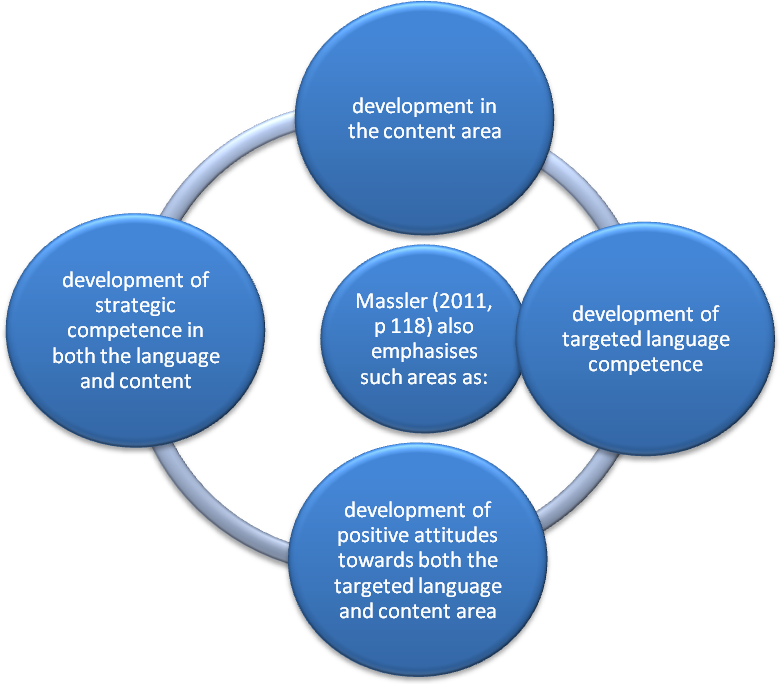 development in
the content area
Massler (2011,
p 118) also
emphasises
such areas as:
development of
targeted language
competence
development of
positive attitudes
towards both the
targeted language
and content area
development of
strategic
competence in
both the language
and content